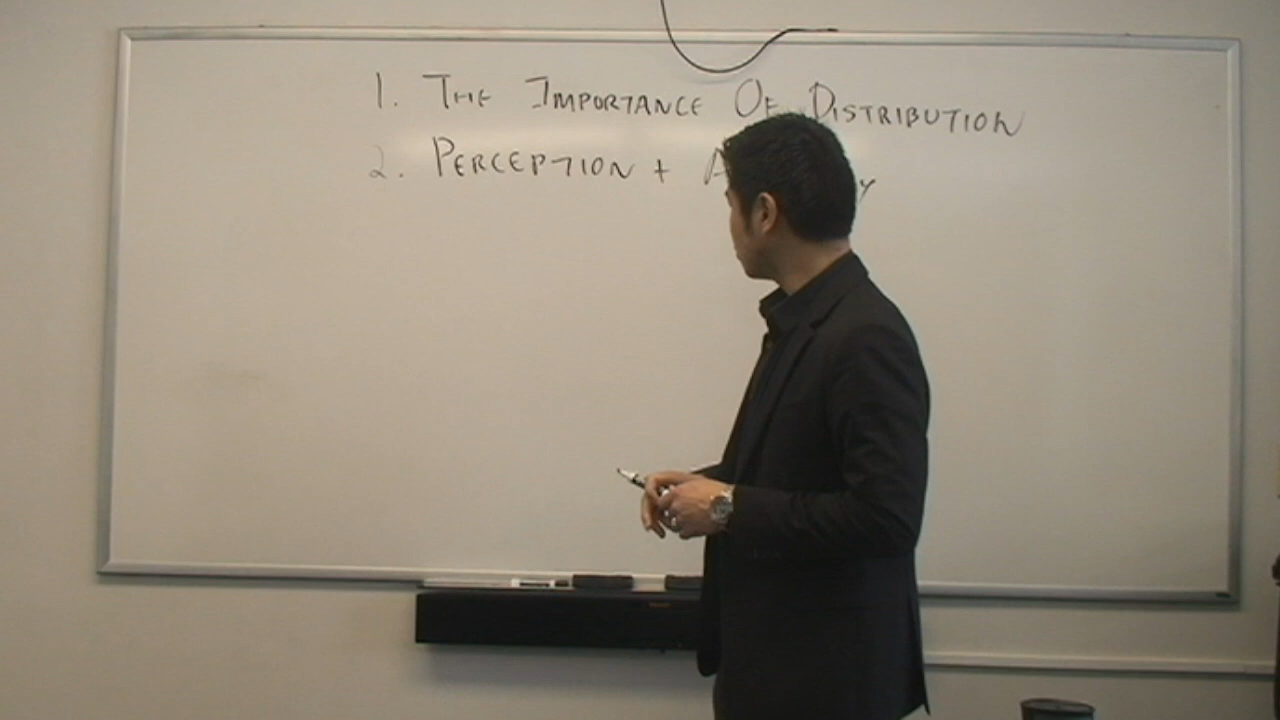 1. THE IMPORTANCE OF DISTRIBUTION
2. PERCEPTION +